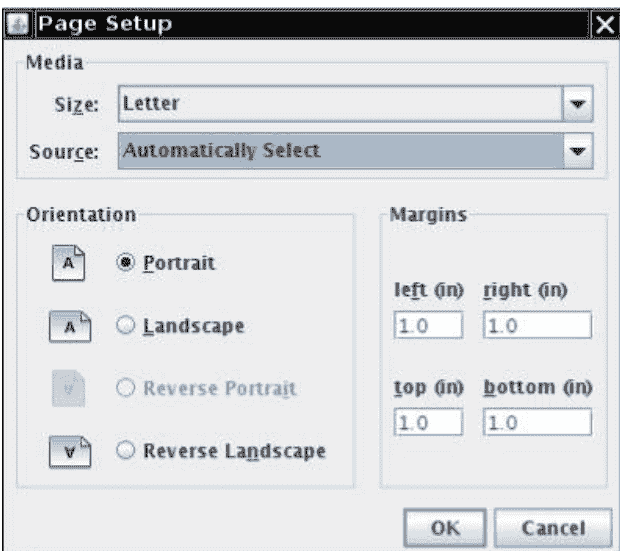 Page Setup
Media
Size: Letter
Source: Automatically Select
Orientation
A Portrait
A Landscape
A Reverse Portrait
A Reverse Landscape
Margins
left (in) right (in)
1.0 1.0
top (in) bottom (in)
1.0 1.0
OK Cancel